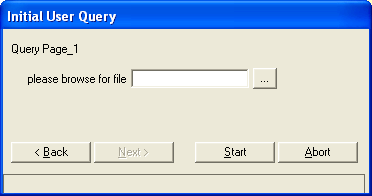 Initial User Query
Query Page_1
please browse for file ...
< Back Next > Start Abort